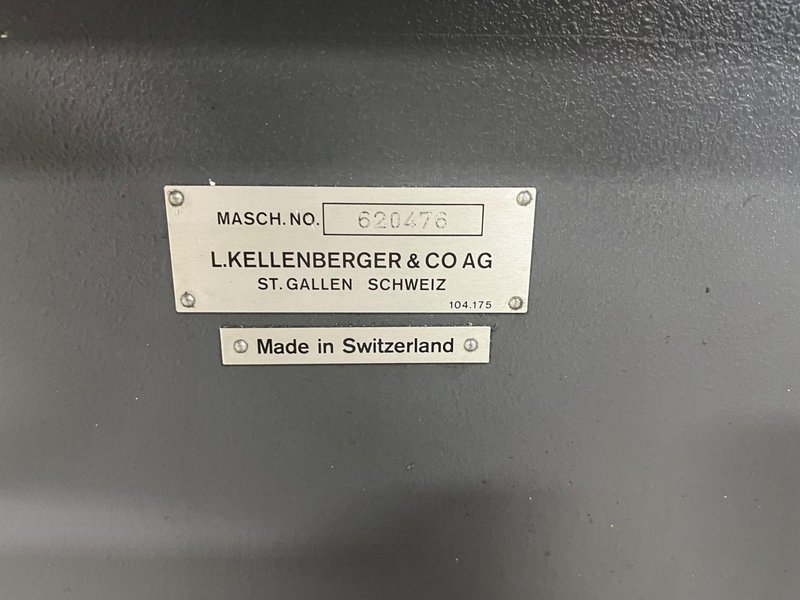 MASCH. NO. 620476
L.KELLENBERGER & CO AG
ST. GALLEN SCHWEIZ
104.175
Made in Switzerland